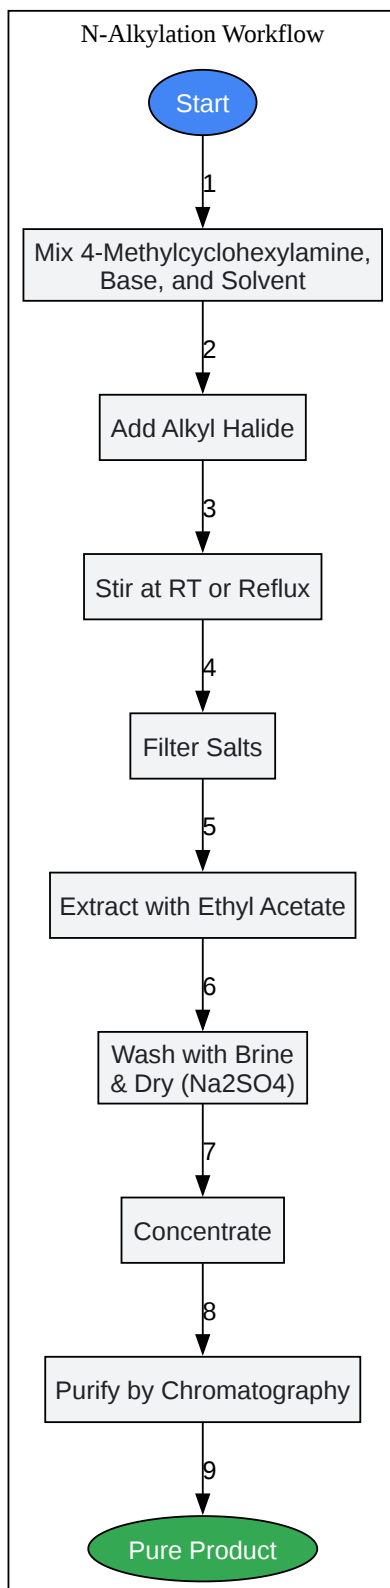 N-Alkylation Workflow
Start
1
Mix 4-Methylcyclohexylamine,
Base, and Solvent
2
Add Alkyl Halide
3
Stir at RT or Reflux
4
Filter Salts
5
Extract with Ethyl Acetate
6
Wash with Brine
& Dry (Na2SO4)
7
Concentrate
8
Purify by Chromatography
9
Pure Product